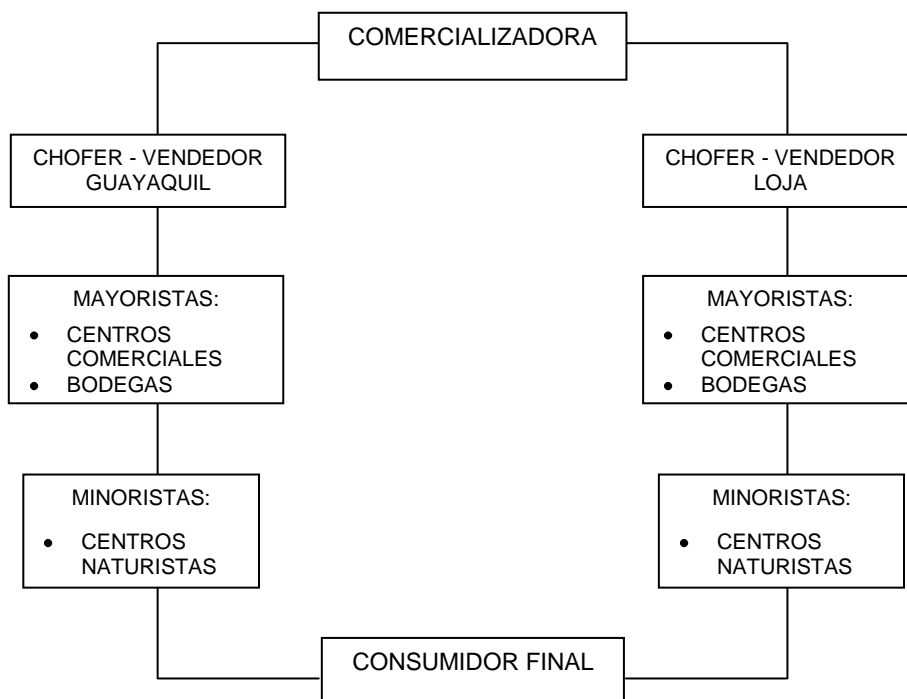 COMERCIALIZADORA
CHOFER - VENDEDOR
GUAYAQUIL
CHOFER - VENDEDOR
LOJA
MAYORISTAS:
• CENTROS
COMERCIALES
• BODEGAS
MAYORISTAS:
• CENTROS
COMERCIALES
• BODEGAS
MINORISTAS:
• CENTROS
NATURISTAS
MINORISTAS:
• CENTROS
NATURISTAS
CONSUMIDOR FINAL